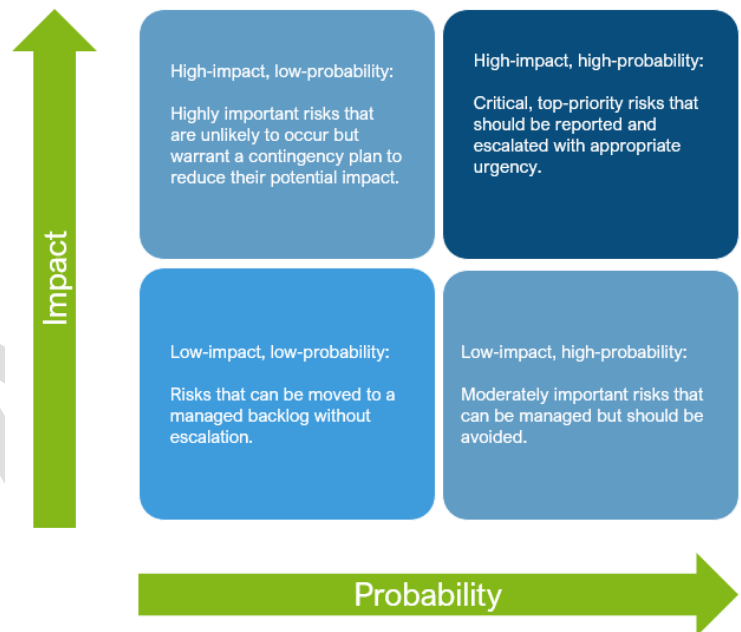 Impact
High-impact, low-probability:
Highly important risks that
are unlikely to occur but
warrant a contingency plan to
reduce their potential impact.
High-impact, high-probability:
Critical, top-priority risks that
should be reported and
escalated with appropriate
urgency.
Low-impact, low-probability:
Risks that can be moved to a
managed backlog without
escalation.
Low-impact, high-probability:
Moderately important risks that
can be managed but should be
avoided.
Probability